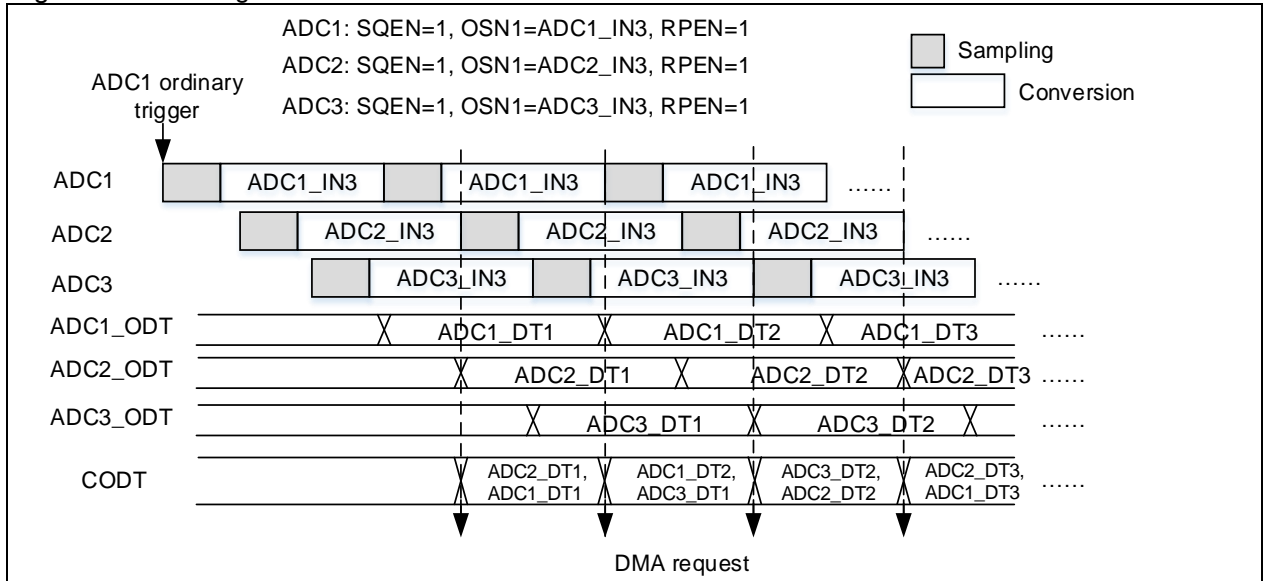 ADC1: SQEN=1, OSN1=ADC1_IN3, RPEN=1
ADC2: SQEN=1, OSN1=ADC2_IN3, RPEN=1
ADC3: SQEN=1, OSN1=ADC3_IN3, RPEN=1
Sampling
Conversion
ADC1 ordinary
trigger
ADC1 ADC1_IN3 ADC1_IN3 ADC1_IN3 ......
ADC2 ADC2_IN3 ADC2_IN3 ADC2_IN3 ......
ADC3 ADC3_IN3 ADC3_IN3 ADC3_IN3 ......
ADC1_ODT ADC1_DT1 ADC1_DT2 ADC1_DT3 ......
ADC2_ODT ADC2_DT1 ADC2_DT2 ADC2_DT3 ......
ADC3_ODT ADC3_DT1 ADC3_DT2 ......
CODT ADC2_DT1, ADC1_DT2, ADC3_DT2, ADC2_DT3, ......
ADC1_DT1 ADC3_DT1 ADC2_DT2 ADC1_DT3
DMA request